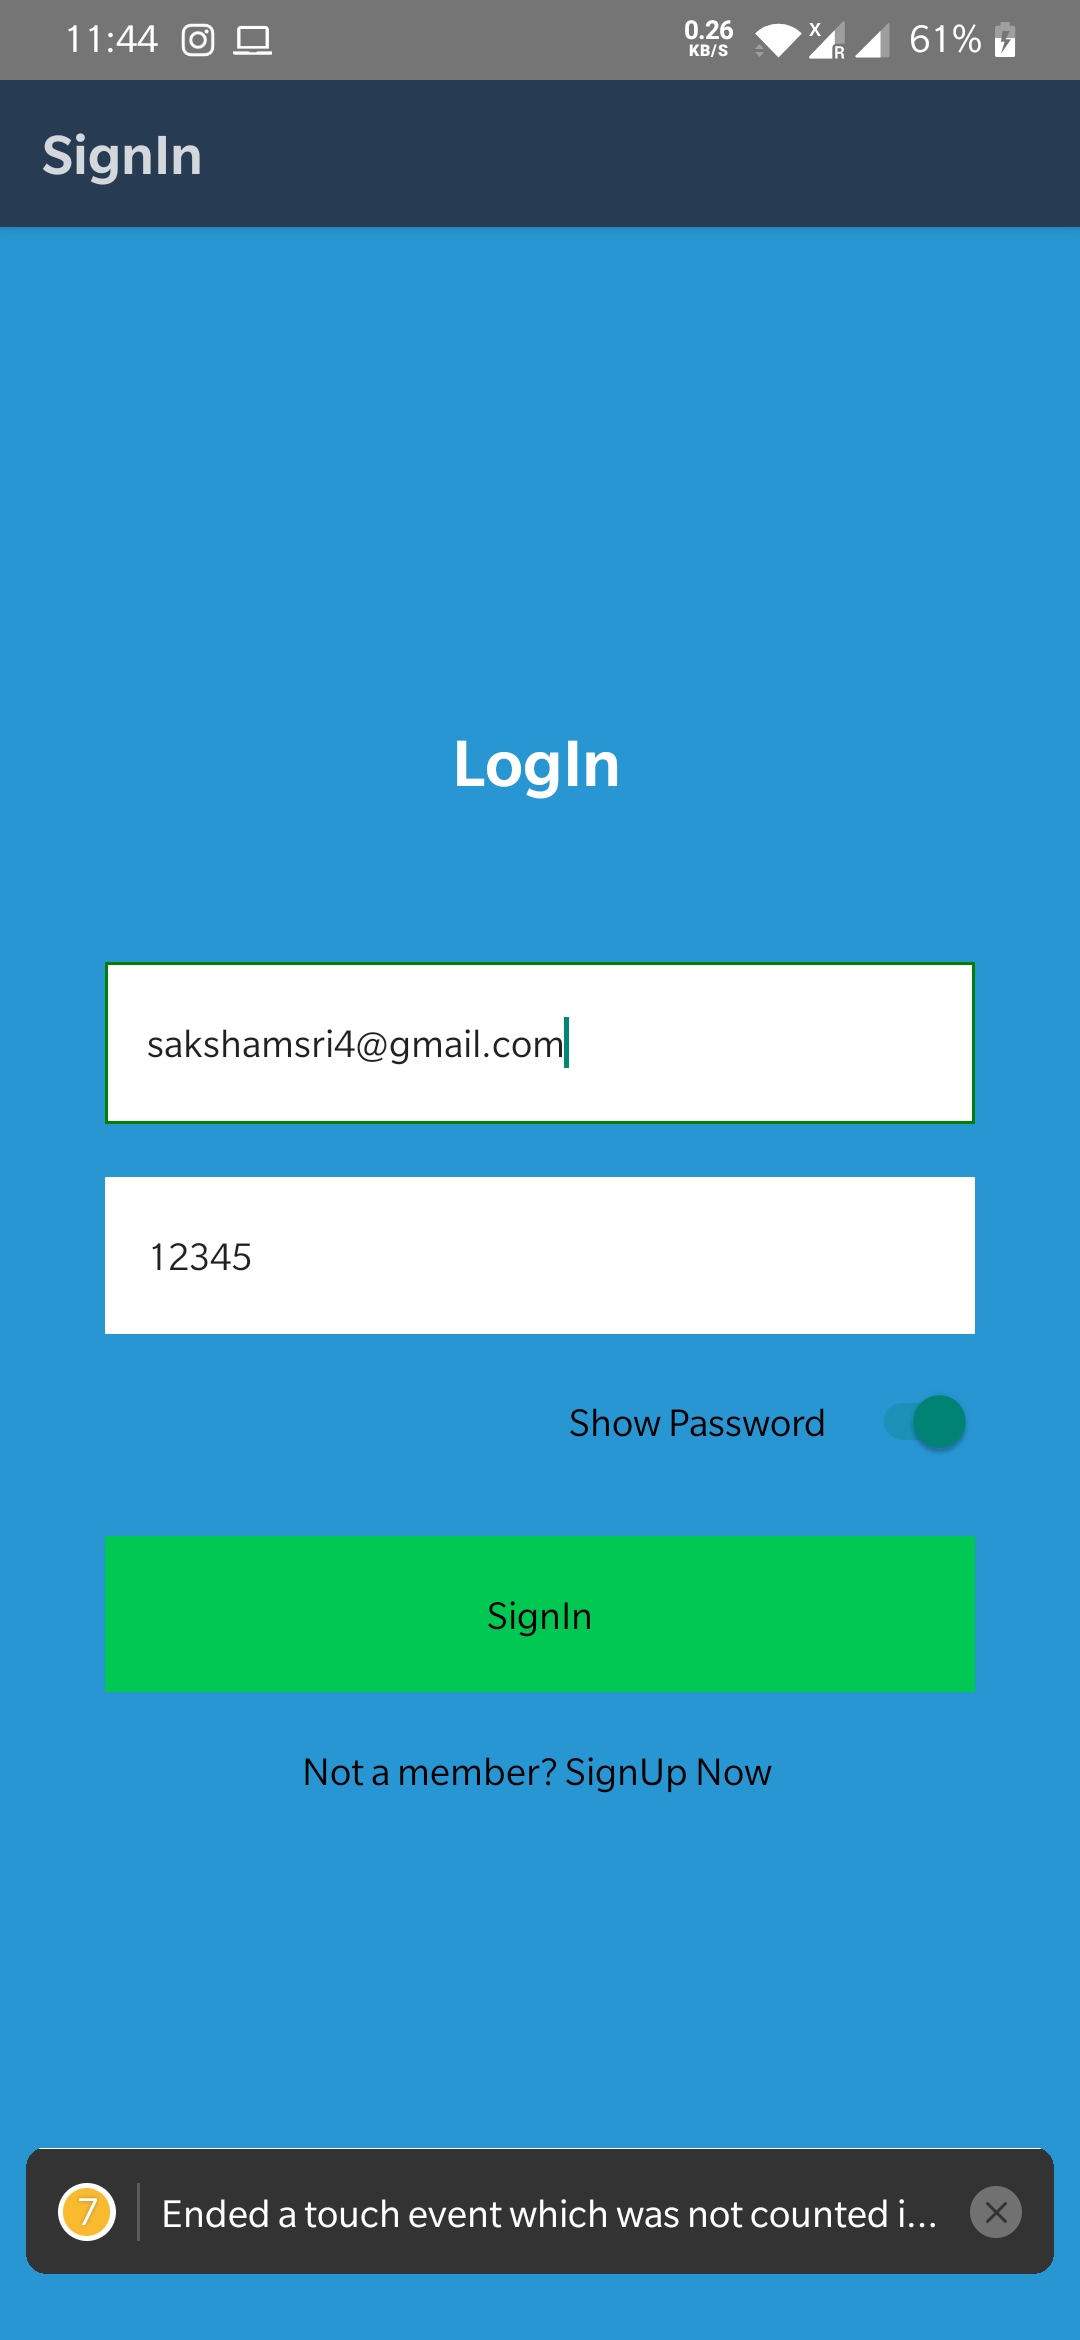 11:44 0.26 KB/S X R 61%
SignIn
LogIn
sakshamsri4@gmail.com
12345
Show Password
SignIn
Not a member? SignUp Now
7 Ended a touch event which was not counted i...